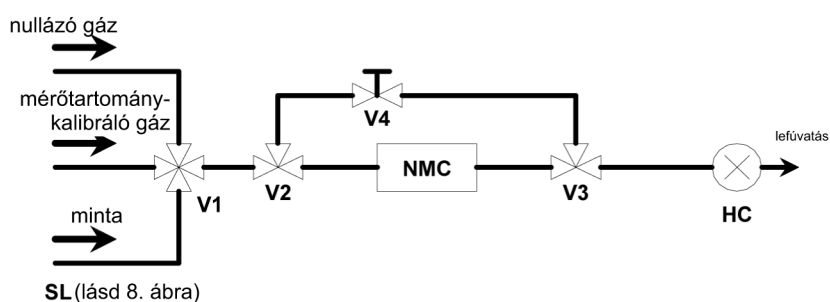 nullázó gáz
mérőtartomány-
kalibráló gáz
minta
SL (lásd 8. ábra)
V1
V2
V4
NMC
V3
lefúvatás
HC